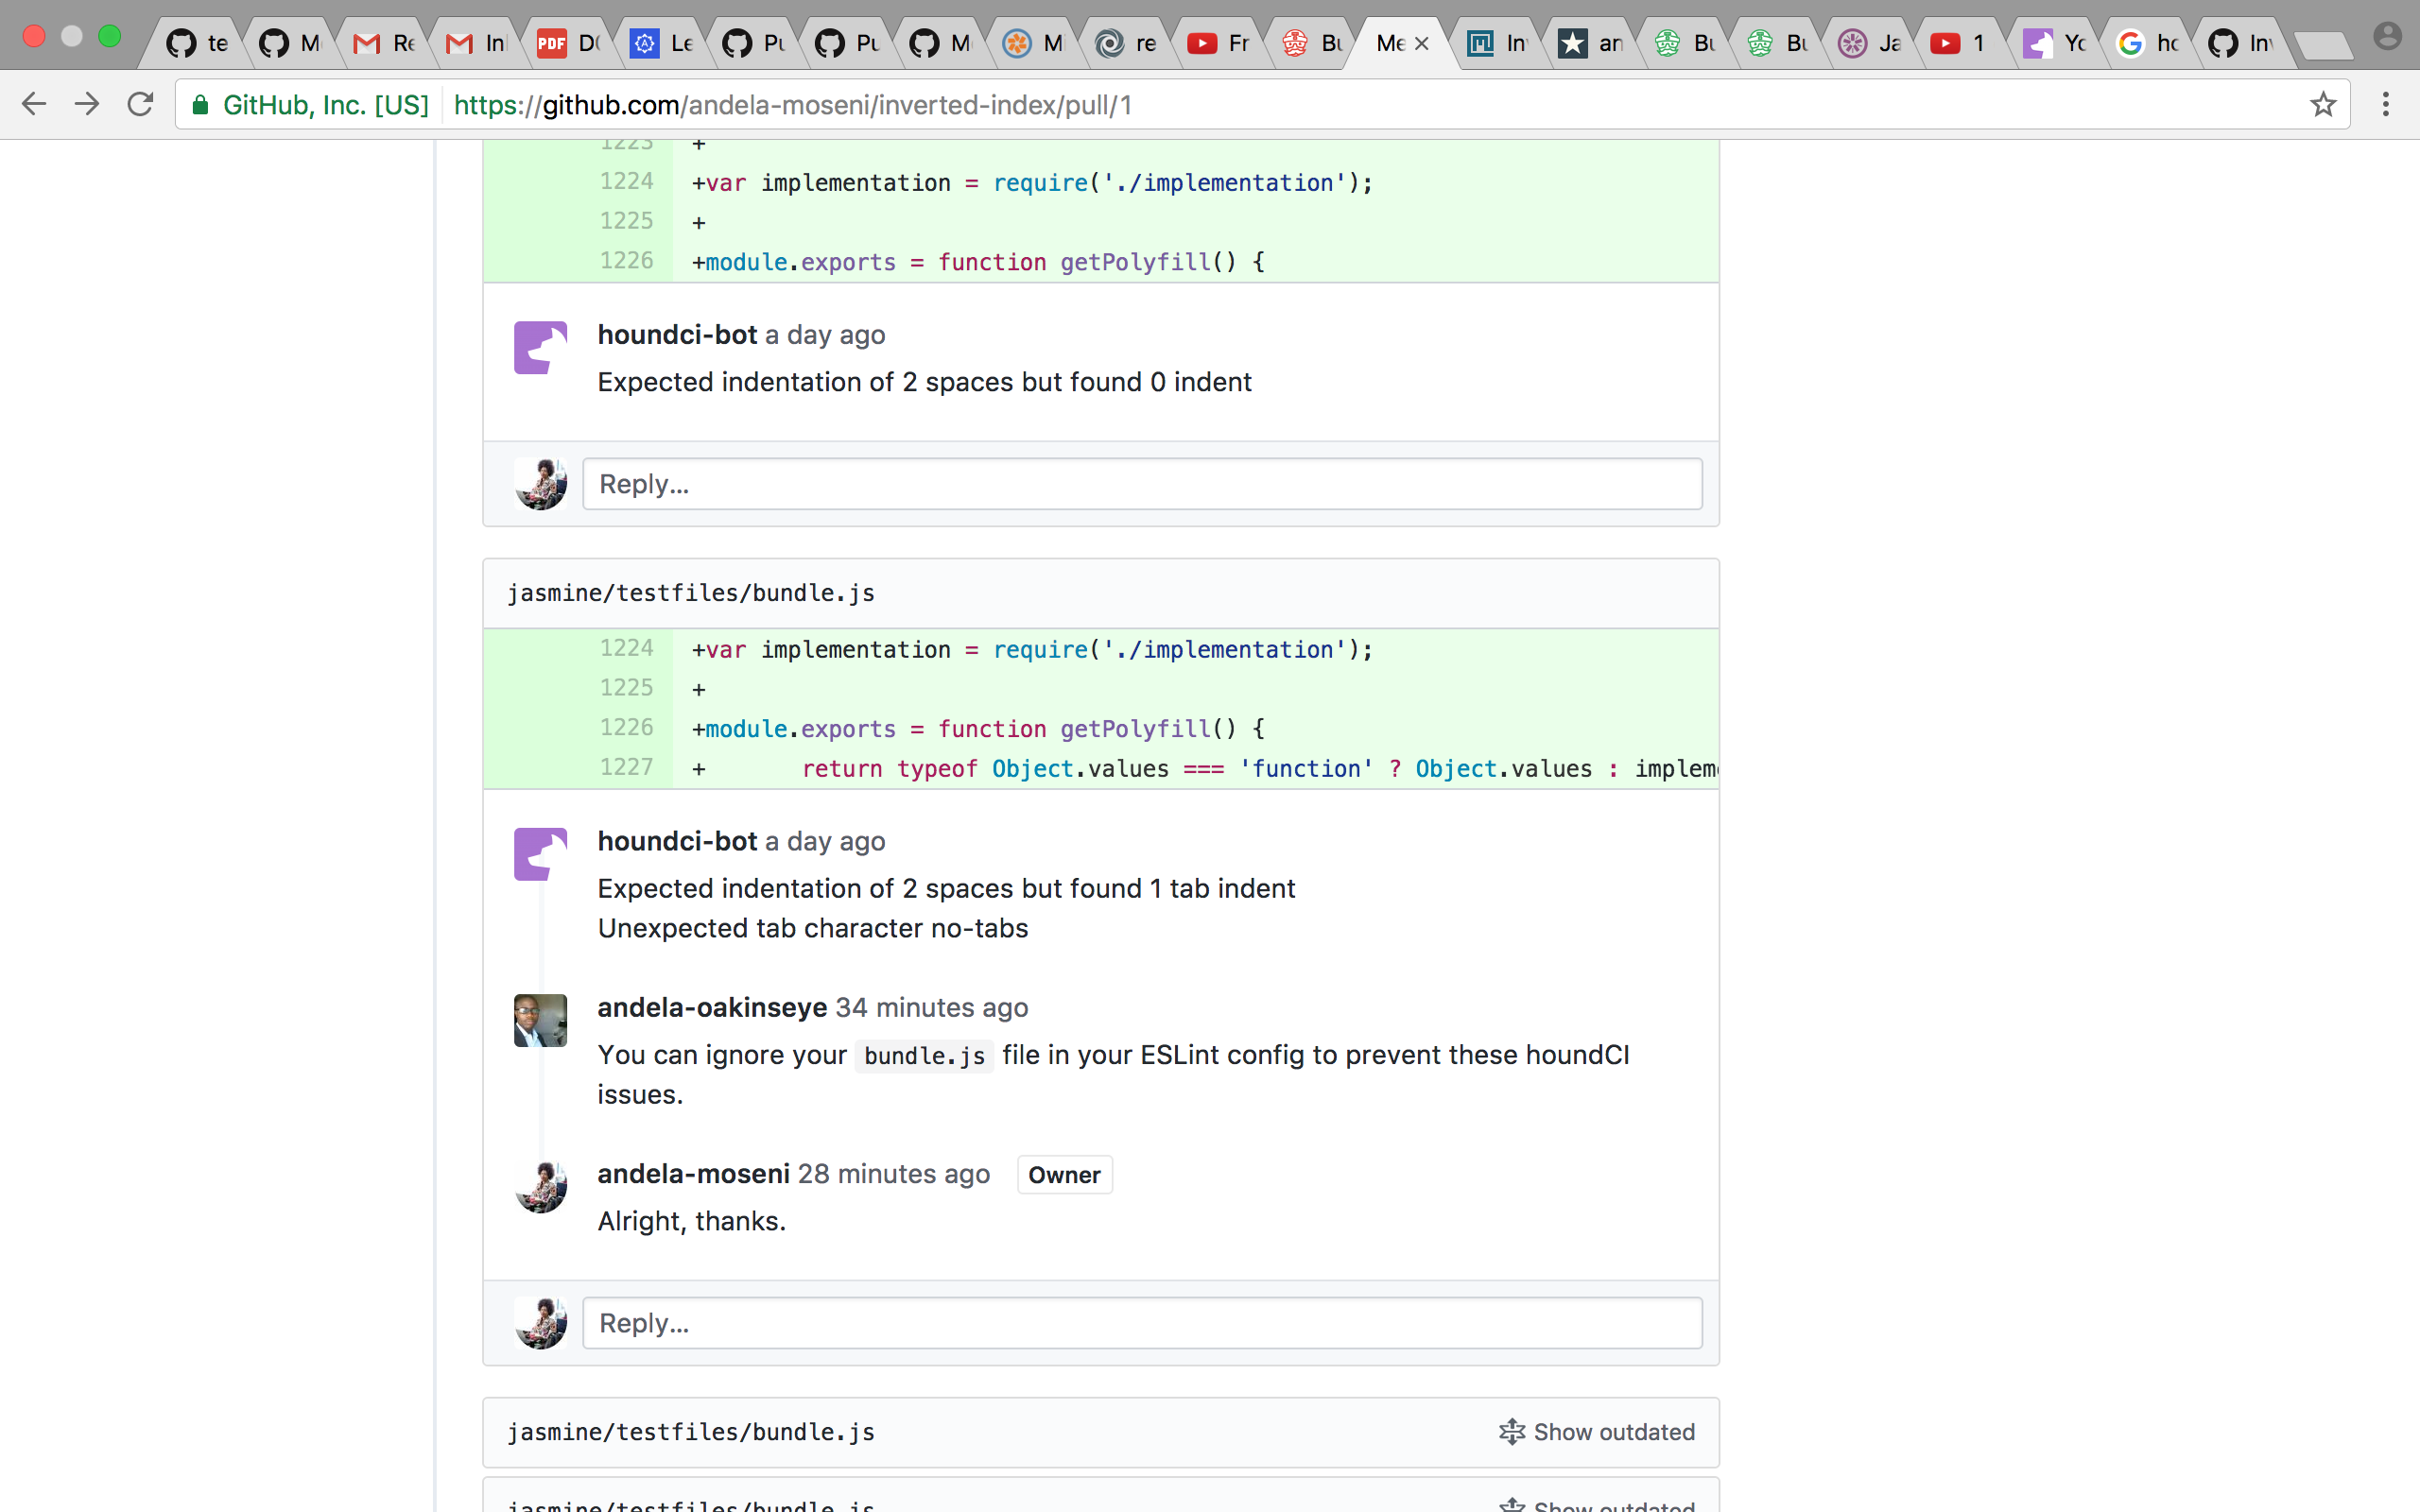 te
M
Re
In
PDF
DO
Le
Pu
Pu
M
Mi
re
Fr
Bu
Me
In
an
Bu
Bu
Ja
1
Yo
ho
In
GitHub, Inc. [US] https://github.com/andela-moseni/inverted-index/pull/1
1223 +
1224 +var implementation = require('./implementation');
1225 +
1226 +module.exports = function getPolyfill() {
houndci-bot a day ago
Expected indentation of 2 spaces but found 0 indent
Reply...
jasmine/testfiles/bundle.js
1224 +var implementation = require('./implementation');
1225 +
1226 +module.exports = function getPolyfill() {
1227 + return typeof Object.values === 'function' ? Object.values : implem
houndci-bot a day ago
Expected indentation of 2 spaces but found 1 tab indent
Unexpected tab character no-tabs
andela-oakinseye 34 minutes ago
You can ignore your bundle.js file in your ESLint config to prevent these houndCI
issues.
andela-moseni 28 minutes ago Owner
Alright, thanks.
Reply...
jasmine/testfiles/bundle.js Show outdated
jasmine/testfiles/bundle.js Show outdated